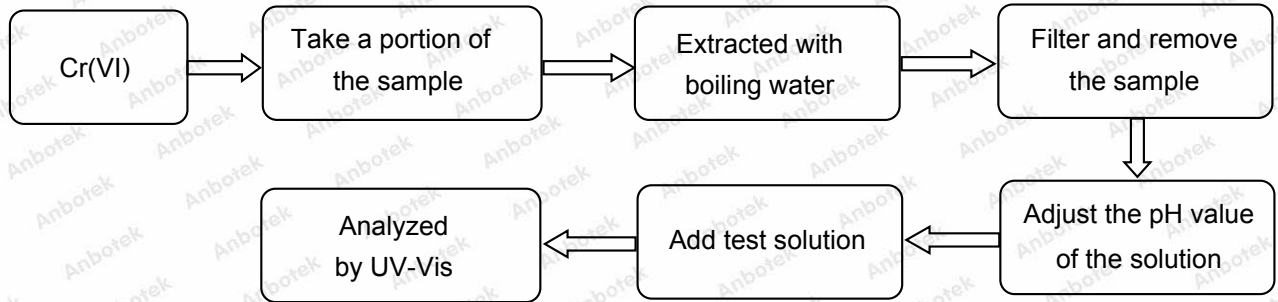 Cr(VI)
Take a portion of
the sample
Extracted with
boiling water
Filter and remove
the sample
Adjust the pH value
of the solution
Add test solution
Analyzed
by UV-Vis
Anbotek